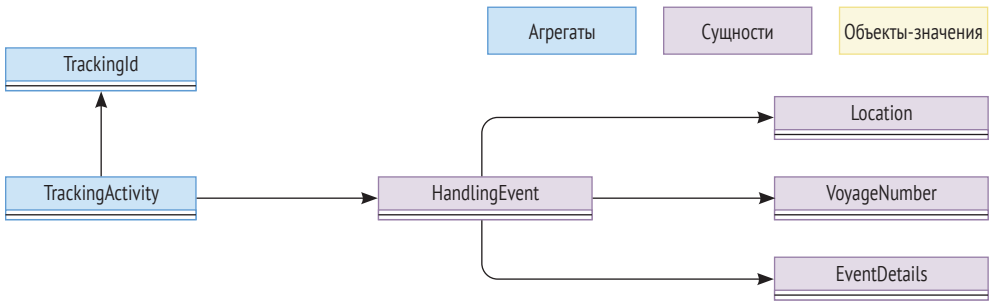 Агрегаты
Сущности
Объекты-значения
TrackingId
Location
TrackingActivity
HandlingEvent
VoyageNumber
EventDetails